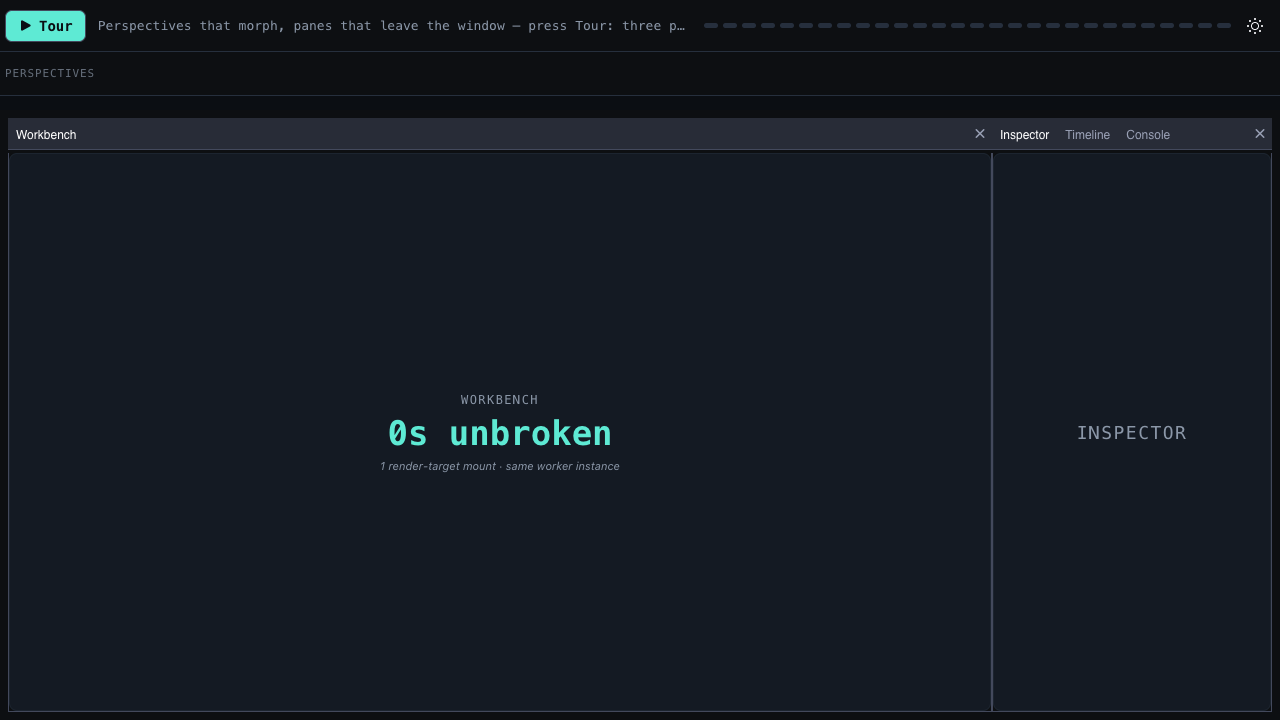 Tour
Perspectives that morph, panes that leave the window — press Tour: three p…
PERSPECTIVES
Workbench
Inspector Timeline Console
WORKBENCH
0s unbroken
1 render-target mount · same worker instance
INSPECTOR